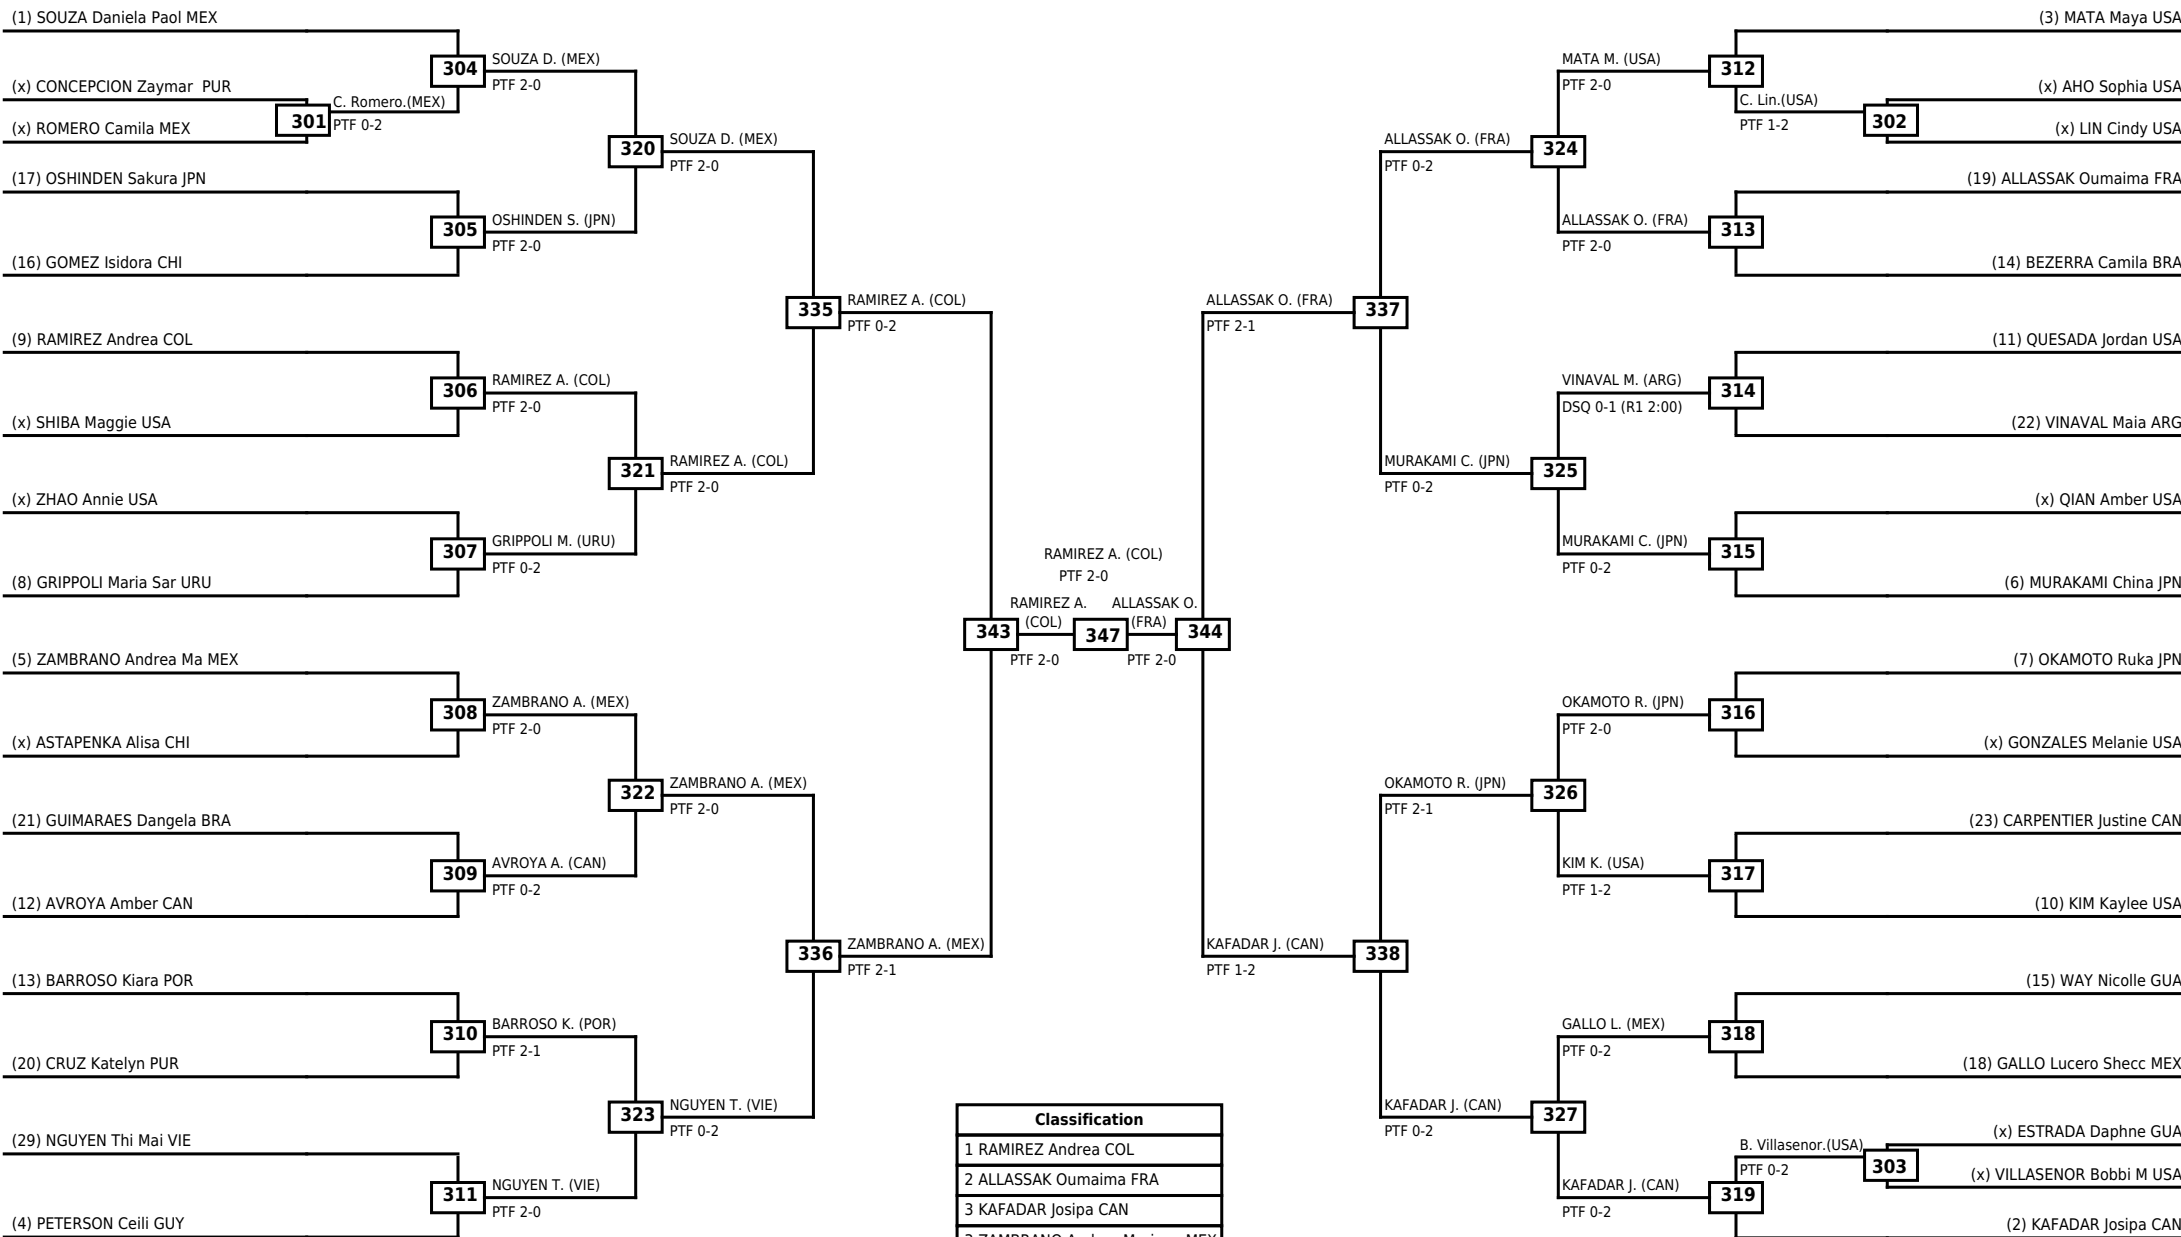 (1) SOUZA Daniela Paol MEX
304
SOUZA D. (MEX)
PTF 2-0
(x) CONCEPCION Zaymar  PUR
301
C. Romero.(MEX)
PTF 0-2
(x) ROMERO Camila MEX
320
SOUZA D. (MEX)
PTF 2-0
(17) OSHINDEN Sakura JPN
305
OSHINDEN S. (JPN)
PTF 2-0
(16) GOMEZ Isidora CHI
335
RAMIREZ A. (COL)
PTF 0-2
(9) RAMIREZ Andrea COL
306
RAMIREZ A. (COL)
PTF 2-0
(x) SHIBA Maggie USA
321
RAMIREZ A. (COL)
PTF 2-0
(x) ZHAO Annie USA
307
GRIPPOLI M. (URU)
PTF 0-2
(8) GRIPPOLI Maria Sar URU
(5) ZAMBRANO Andrea Ma MEX
308
ZAMBRANO A. (MEX)
PTF 2-0
(x) ASTAPENKA Alisa CHI
322
ZAMBRANO A. (MEX)
PTF 2-0
(21) GUIMARAES Dangela BRA
309
AVROYA A. (CAN)
PTF 0-2
(12) AVROYA Amber CAN
336
ZAMBRANO A. (MEX)
PTF 2-1
(13) BARROSO Kiara POR
310
BARROSO K. (POR)
PTF 2-1
(20) CRUZ Katelyn PUR
323
NGUYEN T. (VIE)
PTF 0-2
(29) NGUYEN Thi Mai VIE
311
NGUYEN T. (VIE)
PTF 2-0
(4) PETERSON Ceili GUY
RAMIREZ A. (COL)
PTF 2-0
RAMIREZ A.
(COL)
ALLASSAK O.
(FRA)
343
347
344
PTF 2-0
PTF 2-0
(3) MATA Maya USA
312
MATA M. (USA)
PTF 2-0
(x) AHO Sophia USA
C. Lin.(USA)
302
PTF 1-2
(x) LIN Cindy USA
ALLASSAK O. (FRA)
324
PTF 0-2
(19) ALLASSAK Oumaima FRA
ALLASSAK O. (FRA)
313
PTF 2-0
(14) BEZERRA Camila BRA
ALLASSAK O. (FRA)
337
PTF 2-1
(11) QUESADA Jordan USA
VINAVAL M. (ARG)
314
DSQ 0-1 (R1 2:00)
(22) VINAVAL Maia ARG
MURAKAMI C. (JPN)
325
PTF 0-2
(x) QIAN Amber USA
MURAKAMI C. (JPN)
315
PTF 0-2
(6) MURAKAMI China JPN
(7) OKAMOTO Ruka JPN
OKAMOTO R. (JPN)
316
PTF 2-0
(x) GONZALES Melanie USA
OKAMOTO R. (JPN)
326
PTF 2-1
(23) CARPENTIER Justine CAN
KIM K. (USA)
317
PTF 1-2
(10) KIM Kaylee USA
KAFADAR J. (CAN)
338
PTF 1-2
(15) WAY Nicolle GUA
GALLO L. (MEX)
318
PTF 0-2
(18) GALLO Lucero Shecc MEX
KAFADAR J. (CAN)
327
PTF 0-2
(x) ESTRADA Daphne GUA
B. Villasenor.(USA)
303
PTF 0-2
(x) VILLASENOR Bobbi M USA
KAFADAR J. (CAN)
319
PTF 0-2
(2) KAFADAR Josipa CAN
Classification
1 RAMIREZ Andrea COL
2 ALLASSAK Oumaima FRA
3 KAFADAR Josipa CAN
3 ZAMBRANO Andrea
MEX